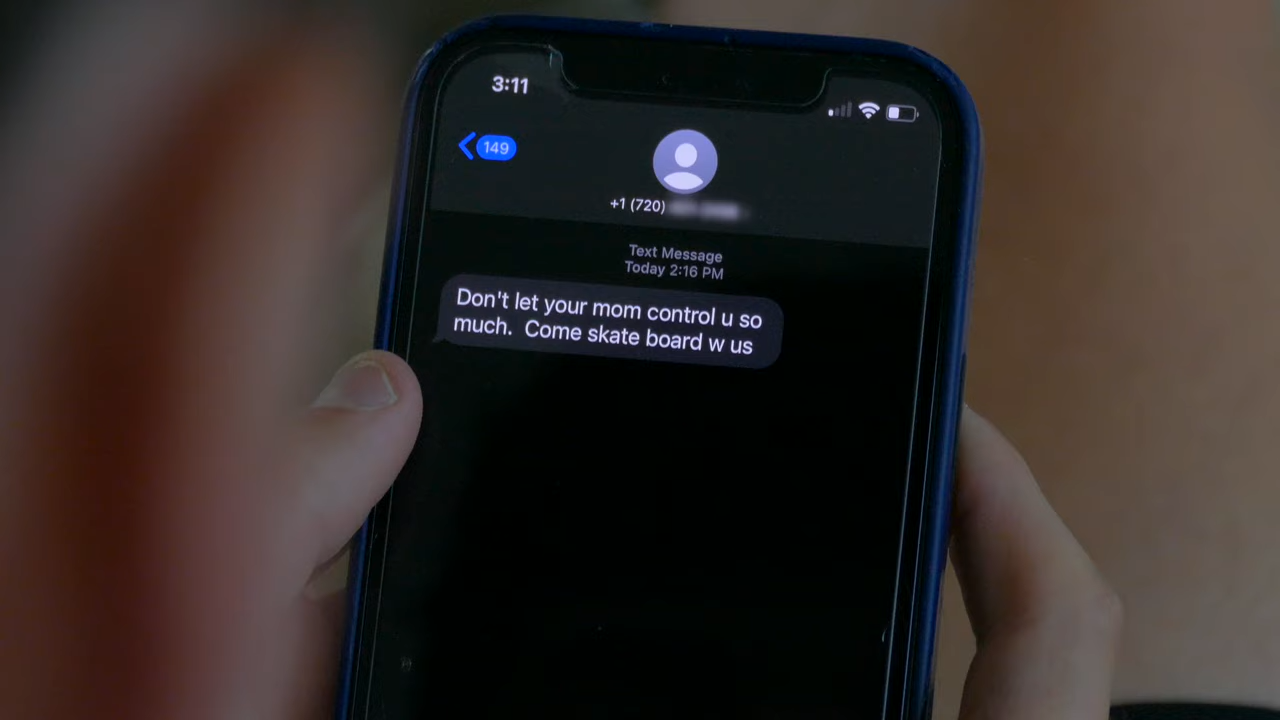 3:11
149
+1 (720)
Text Message
Today 2:16 PM
Don't let your mom control u so
much.  Come skate board w us